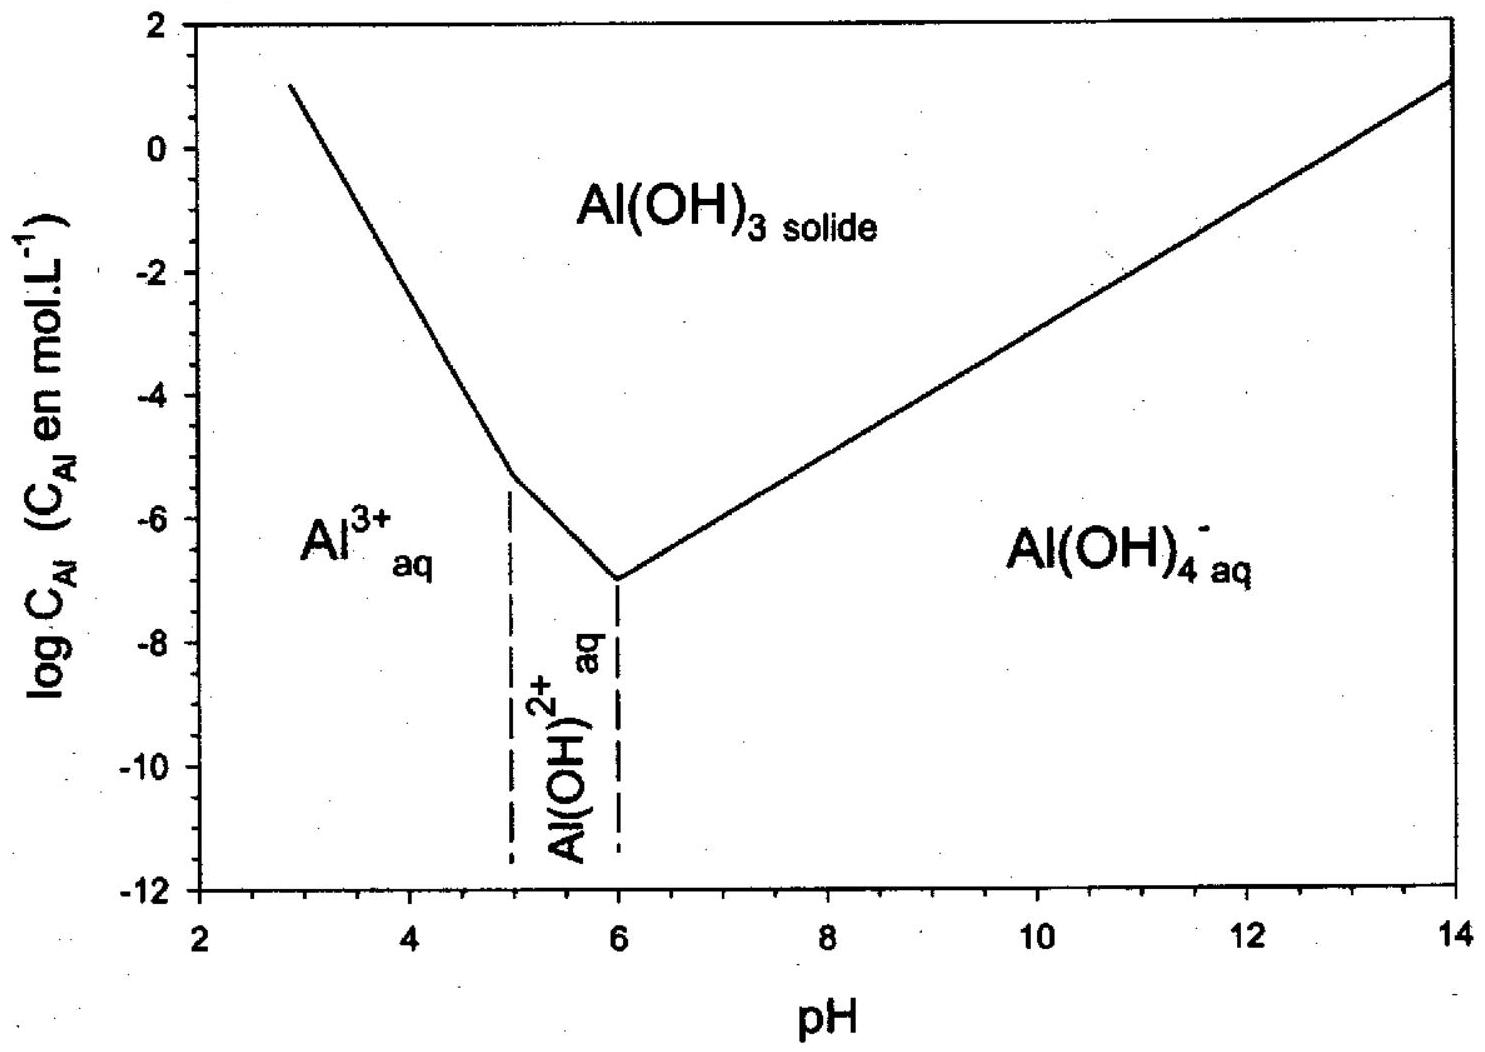 2
0
-2
-4
-6
-8
-10
-12
log C_Al (C_Al en mol.L⁻¹)
Al(OH)₃ solide
Al³⁺ aq
Al(OH)²⁺ aq
Al(OH)₄⁻ aq
2 4 6 8 10 12 14
pH